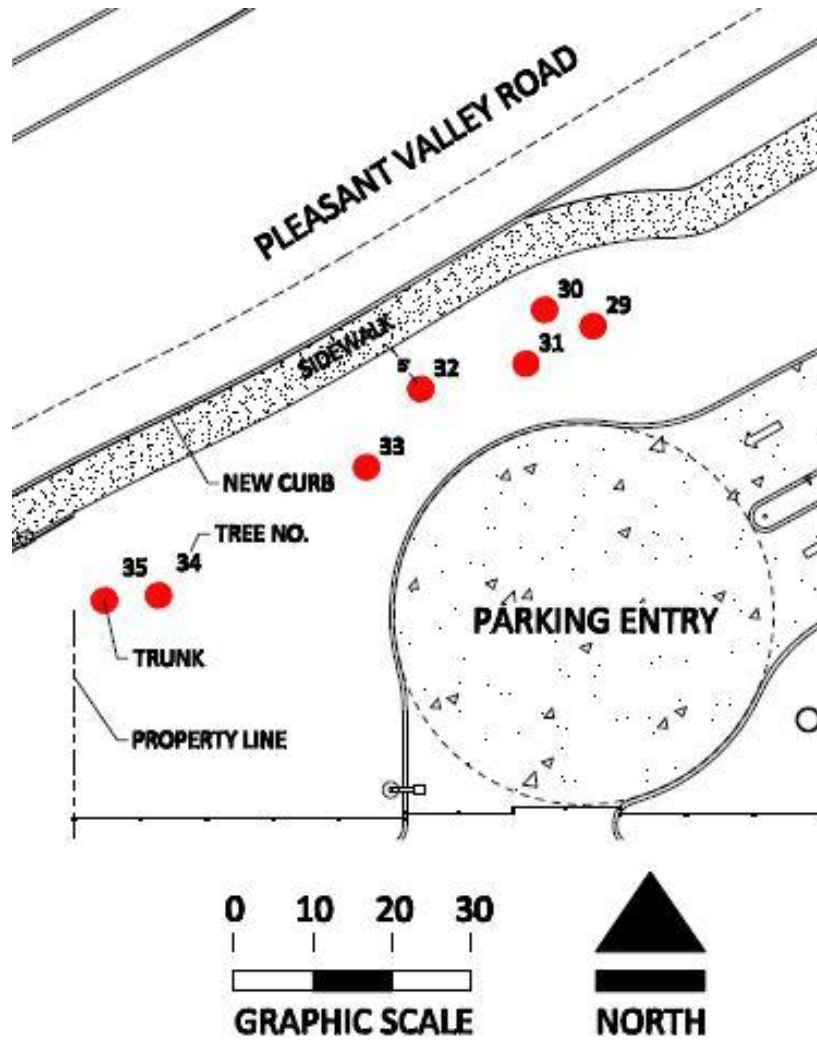 PLEASANT VALLEY ROAD
30
29
SIDEWALK
31
5'
32
33
NEW CURB
TREE NO.
35
34
PARKING ENTRY
TRUNK
PROPERTY LINE
0 10 20 30
GRAPHIC SCALE
NORTH